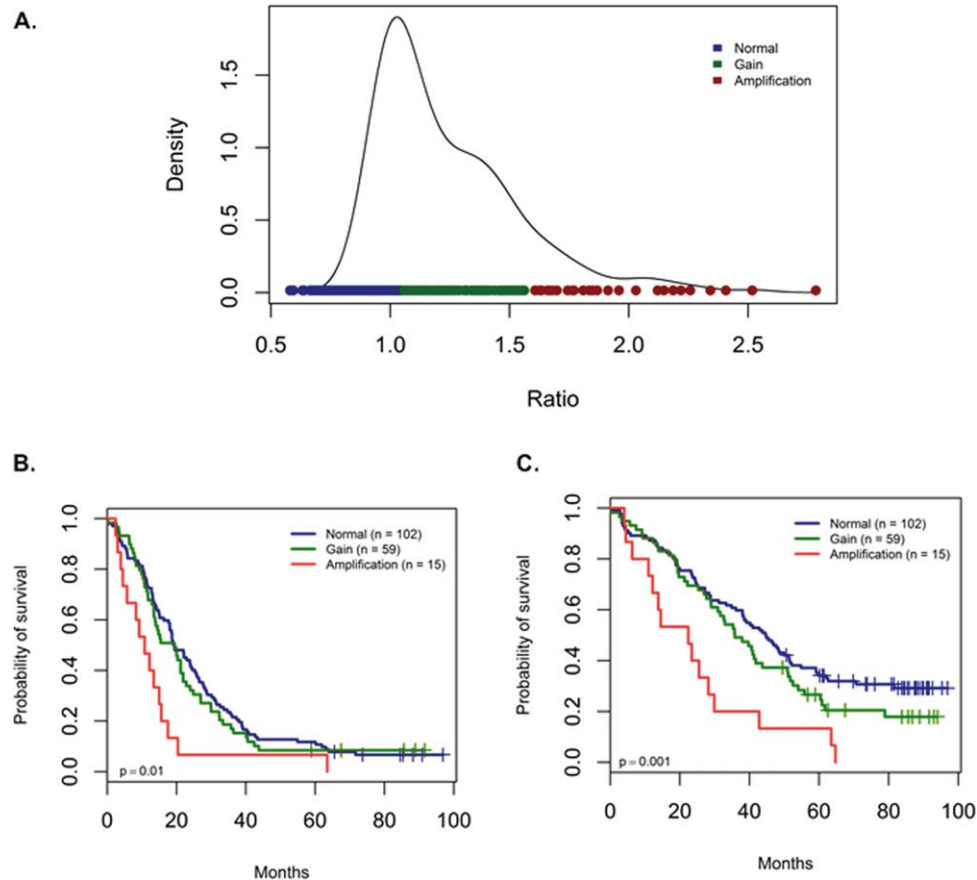 A.
Density
0.0 0.5 1.0 1.5
Normal
Gain
Amplification
0.5 1.0 1.5 2.0 2.5
Ratio
B.
Probability of survival
0.0 0.2 0.4 0.6 0.8 1.0
Normal (n = 102)
Gain (n = 59)
Amplification (n = 15)
p = 0.01
0 20 40 60 80 100
Months
C.
Probability of survival
0.0 0.2 0.4 0.6 0.8 1.0
Normal (n = 102)
Gain (n = 59)
Amplification (n = 15)
p = 0.001
0 20 40 60 80 100
Months